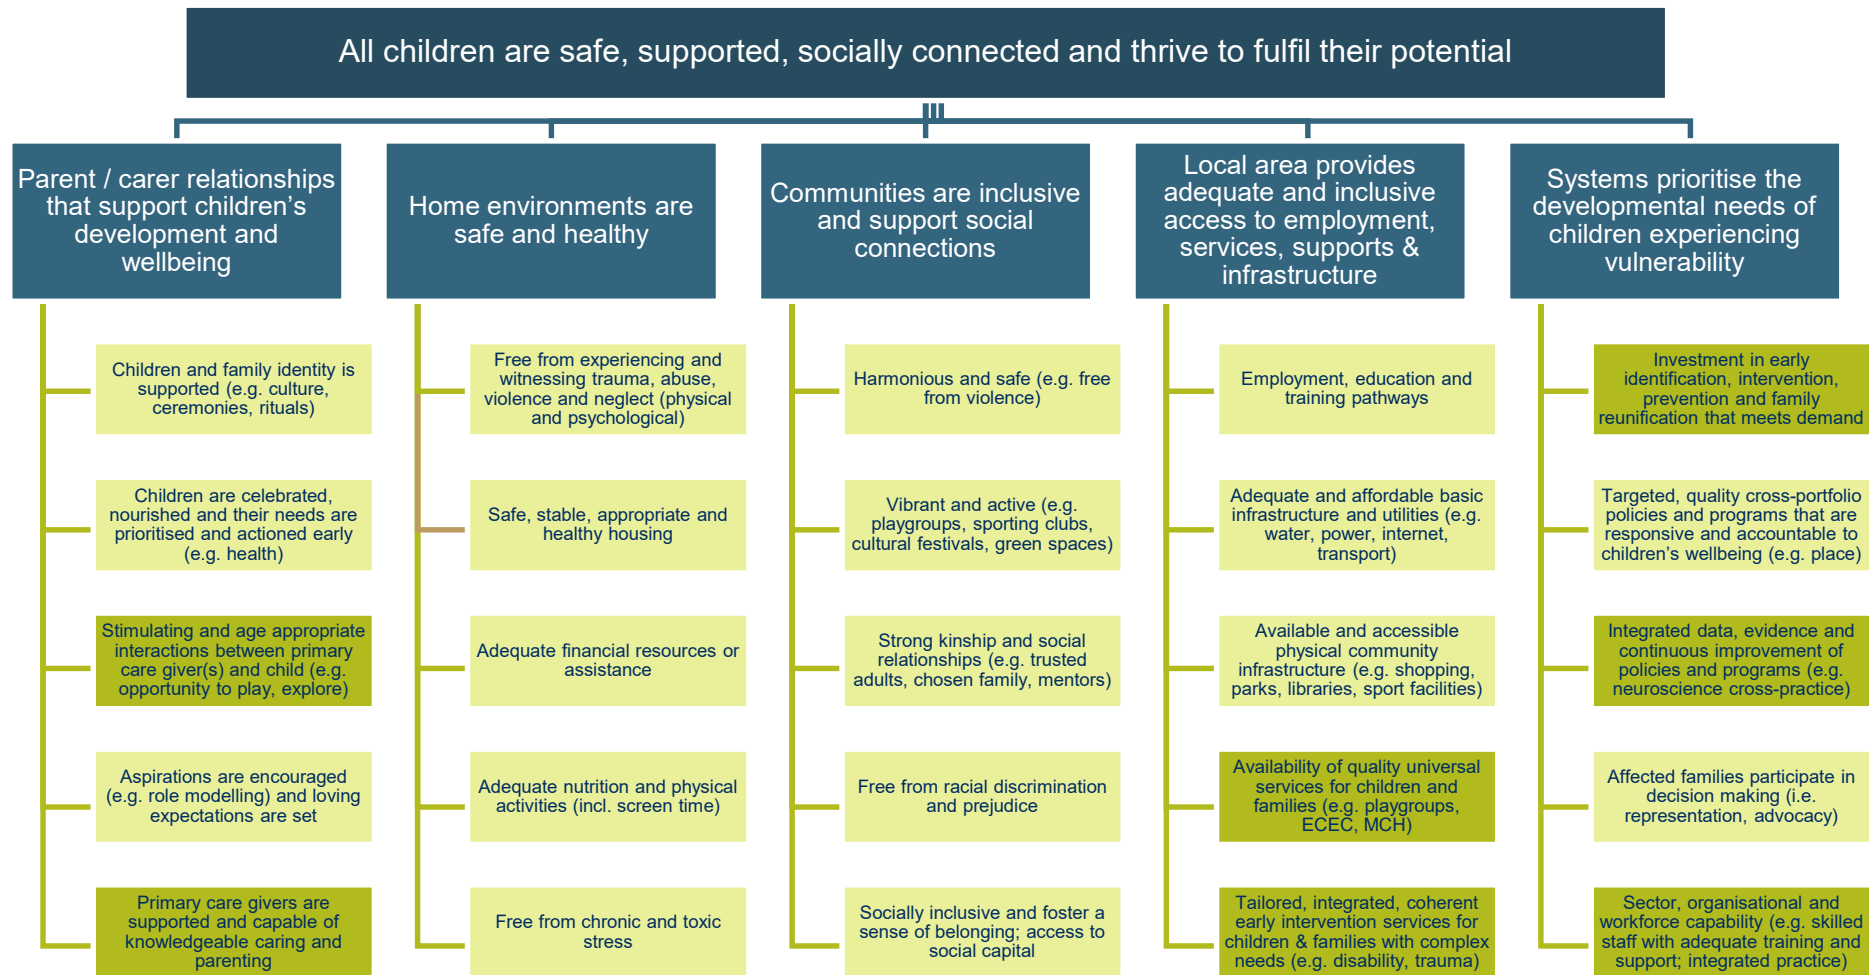 All children are safe, supported, socially connected and thrive to fulfil their potential
Parent / carer relationships
that support children’s
development and
wellbeing
Children and family identity is
supported (e.g. culture,
ceremonies, rituals)
Children are celebrated,
nourished and their needs are
prioritised and actioned early
(e.g. health)
Stimulating and age appropriate
interactions between primary
care giver(s) and child (e.g.
opportunity to play, explore)
Aspirations are encouraged
(e.g. role modelling) and loving
expectations are set
Primary care givers are
supported and capable of
knowledgeable caring and
parenting
Home environments are
safe and healthy
Free from experiencing and
witnessing trauma, abuse,
violence and neglect (physical
and psychological)
Safe, stable, appropriate and
healthy housing
Adequate financial resources or
assistance
Adequate nutrition and physical
activities (incl. screen time)
Free from chronic and toxic
stress
Communities are inclusive
and support social
connections
Harmonious and safe (e.g. free
from violence)
Vibrant and active (e.g.
playgroups, sporting clubs,
cultural festivals, green spaces)
Strong kinship and social
relationships (e.g. trusted
adults, chosen family, mentors)
Free from racial discrimination
and prejudice
Socially inclusive and foster a
sense of belonging; access to
social capital
Local area provides
adequate and inclusive
access to employment,
services, supports &
infrastructure
Employment, education and
training pathways
Adequate and affordable basic
infrastructure and utilities (e.g.
water, power, internet,
transport)
Available and accessible
physical community
infrastructure (e.g. shopping,
parks, libraries, sport facilities)
Availability of quality universal
services for children and
families (e.g. playgroups,
ECEC, MCH)
Tailored, integrated, coherent
early intervention services for
children & families with complex
needs (e.g. disability, trauma)
Systems prioritise the
developmental needs of
children experiencing
vulnerability
Investment in early
identification, intervention,
prevention and family
reunification that meets demand
Targeted, quality cross-portfolio
policies and programs that are
responsive and accountable to
children’s wellbeing (e.g. place)
Integrated data, evidence and
continuous improvement of
policies and programs (e.g.
neuroscience cross-practice)
Affected families participate in
decision making (i.e.
representation, advocacy)
Sector, organisational and
workforce capability (e.g. skilled
staff with adequate training and
support; integrated practice)